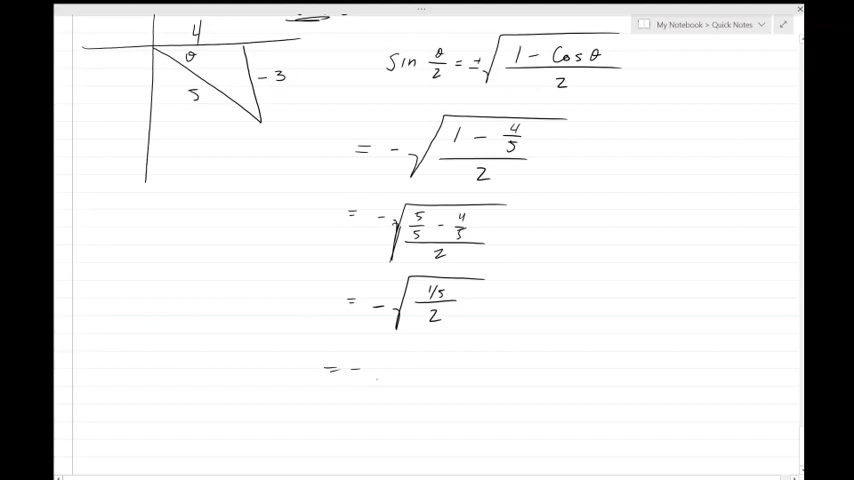 My Notebook > Quick Notes
4
θ
5
-3
Sin θ/2 = ±√((1 - Cosθ)/2)
= -√((1 - 4/5)/2)
= -√((5/5 - 4/5)/2)
= -√((1/5)/2)
= -